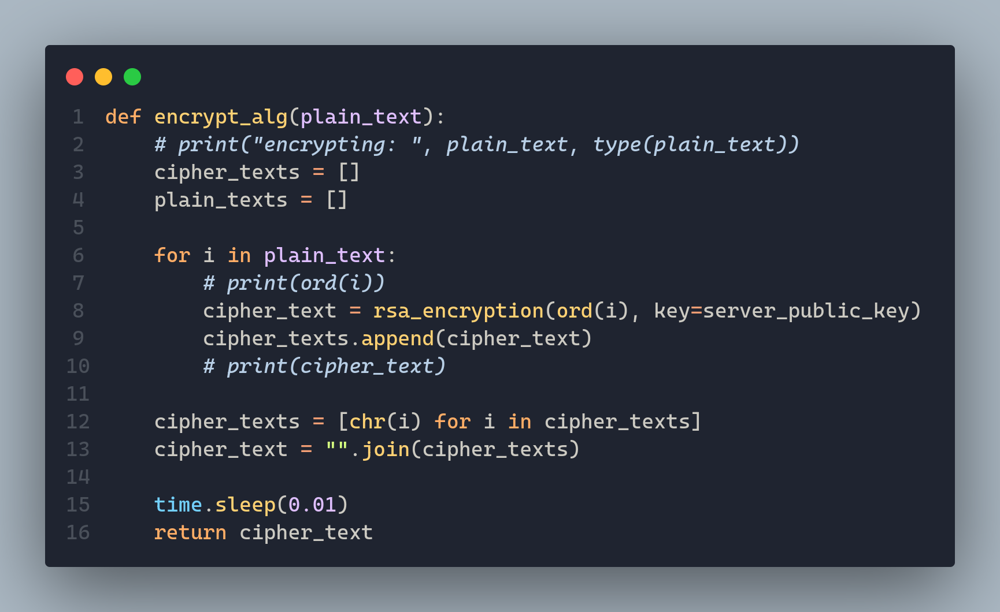 1 def encrypt_alg(plain_text):
2     # print("encrypting: ", plain_text, type(plain_text))
3     cipher_texts = []
4     plain_texts = []
5
6     for i in plain_text:
7         # print(ord(i))
8         cipher_text = rsa_encryption(ord(i), key=server_public_key)
9         cipher_texts.append(cipher_text)
10         # print(cipher_text)
11
12     cipher_texts = [chr(i) for i in cipher_texts]
13     cipher_text = "".join(cipher_texts)
14
15     time.sleep(0.01)
16     return cipher_text